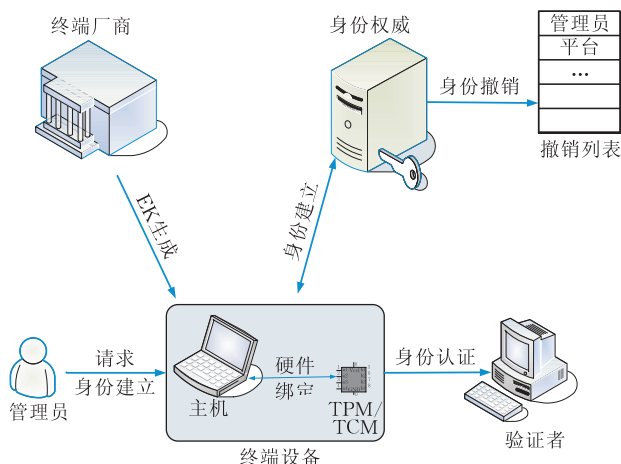 终端厂商
身份权威
管理员
平台
...
身份撤销
撤销列表
EK生成
身份建立
请求
身份建立
管理员
主机
硬件
绑定
TPM/
TCM
身份认证
验证者
终端设备